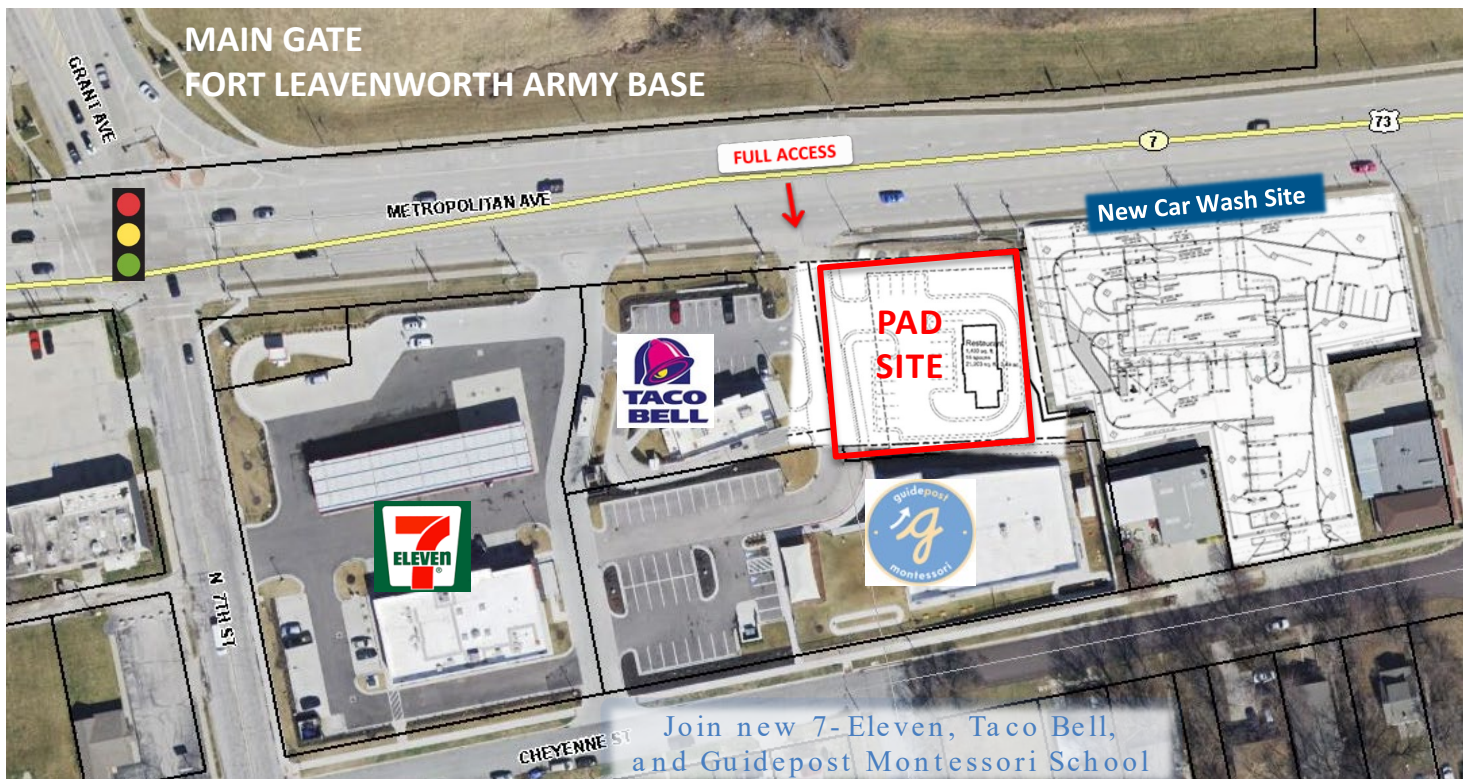 MAIN GATE
FORT LEAVENWORTH ARMY BASE
GRANT AVE
FULL ACCESS
73
7
METROPOLITAN AVE
New Car Wash Site
PAD
SITE
Restaurant
TACO
BELL
7
ELEVEN
guidepost
g
montessori
N 7TH ST
CHEYENNE ST
Join new 7-Eleven, Taco Bell,
and Guidepost Montessori School